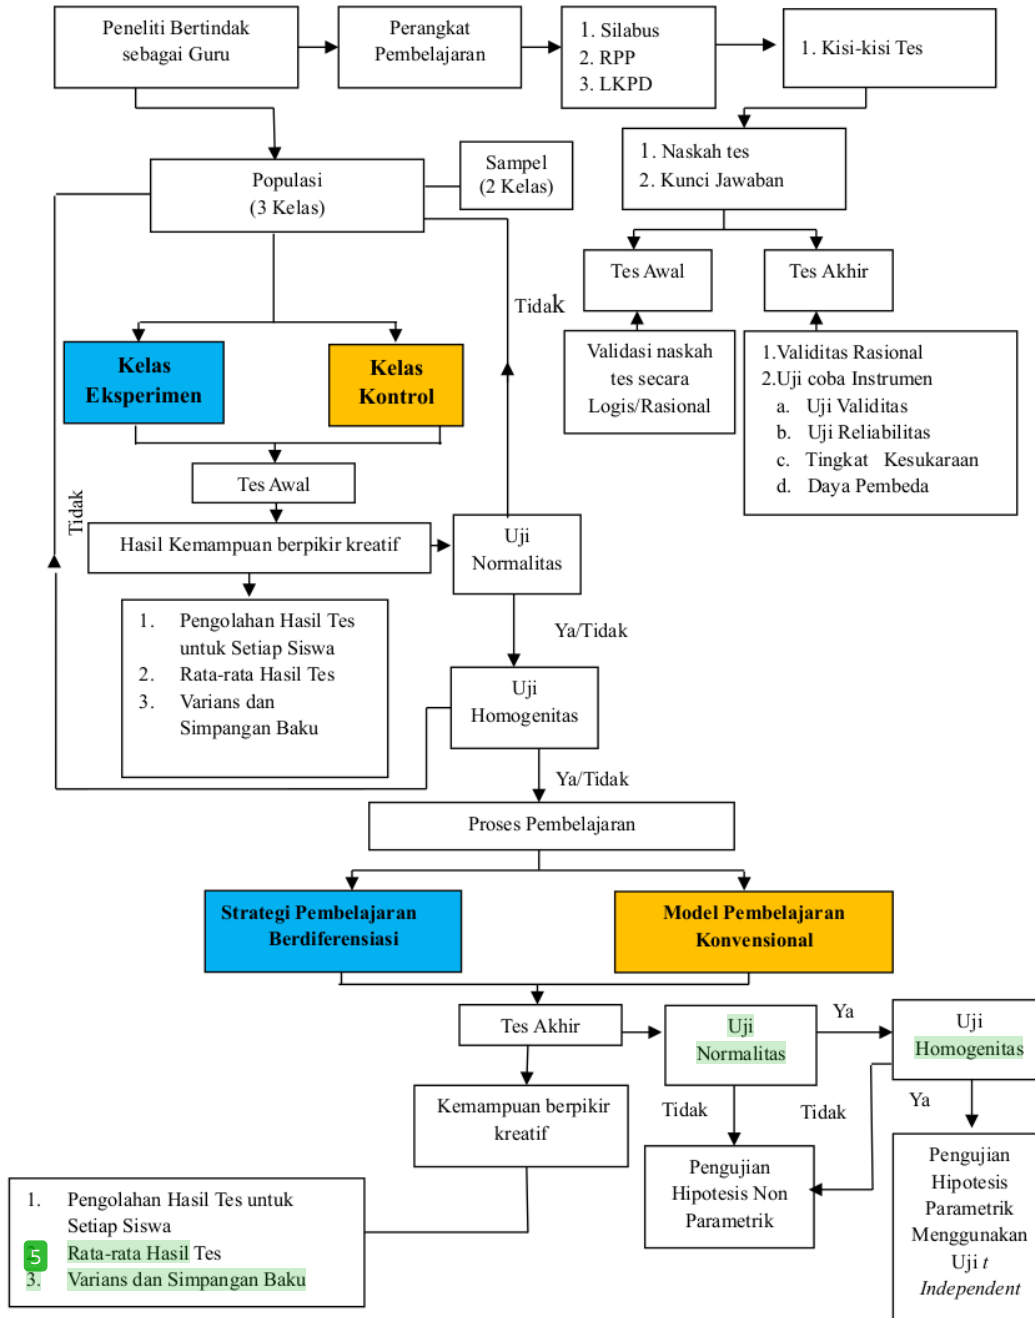 Peneliti Bertindak
sebagai Guru
Perangkat
Pembelajaran
1. Silabus
2. RPP
3. LKPD
1. Kisi-kisi Tes
1. Naskah tes
2. Kunci Jawaban
Populasi
(3 Kelas)
Sampel
(2 Kelas)
Tes Awal
Tes Akhir
Tidak
Validasi naskah
tes secara
Logis/Rasional
1.Validitas Rasional
2.Uji coba Instrumen
a. Uji Validitas
b. Uji Reliabilitas
c. Tingkat Kesukaraan
d. Daya Pembeda
Kelas
Eksperimen
Kelas
Kontrol
Tes Awal
Tidak
Hasil Kemampuan berpikir kreatif
Uji
Normalitas
1. Pengolahan Hasil Tes
untuk Setiap Siswa
2. Rata-rata Hasil Tes
3. Varians dan
Simpangan Baku
Ya/Tidak
Uji
Homogenitas
Ya/Tidak
Proses Pembelajaran
Strategi Pembelajaran
Berdiferensiasi
Model Pembelajaran
Konvensional
Tes Akhir
Uji
Normalitas
Ya
Uji
Homogenitas
Kemampuan berpikir
kreatif
Tidak
Tidak
Ya
Pengujian
Hipotesis Non
Parametrik
Pengujian
Hipotesis
Parametrik
Menggunakan
Uji t
Independent
1. Pengolahan Hasil Tes untuk
Setiap Siswa
5 Rata-rata Hasil Tes
3. Varians dan Simpangan Baku